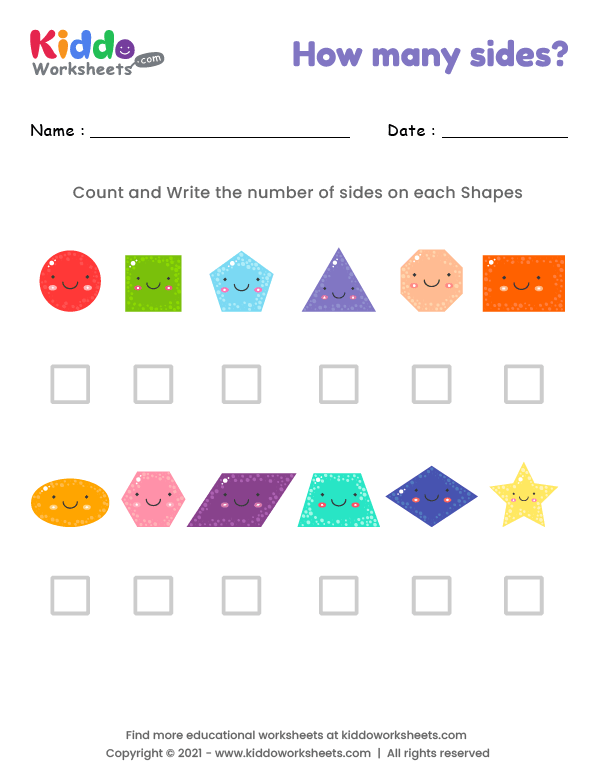 Kiddo
Worksheets.com
How many sides?
Name :
Date :
Count and Write the number of sides on each Shapes
Find more educational worksheets at kiddoworksheets.com
Copyright © 2021 - www.kiddoworksheets.com | All rights reserved